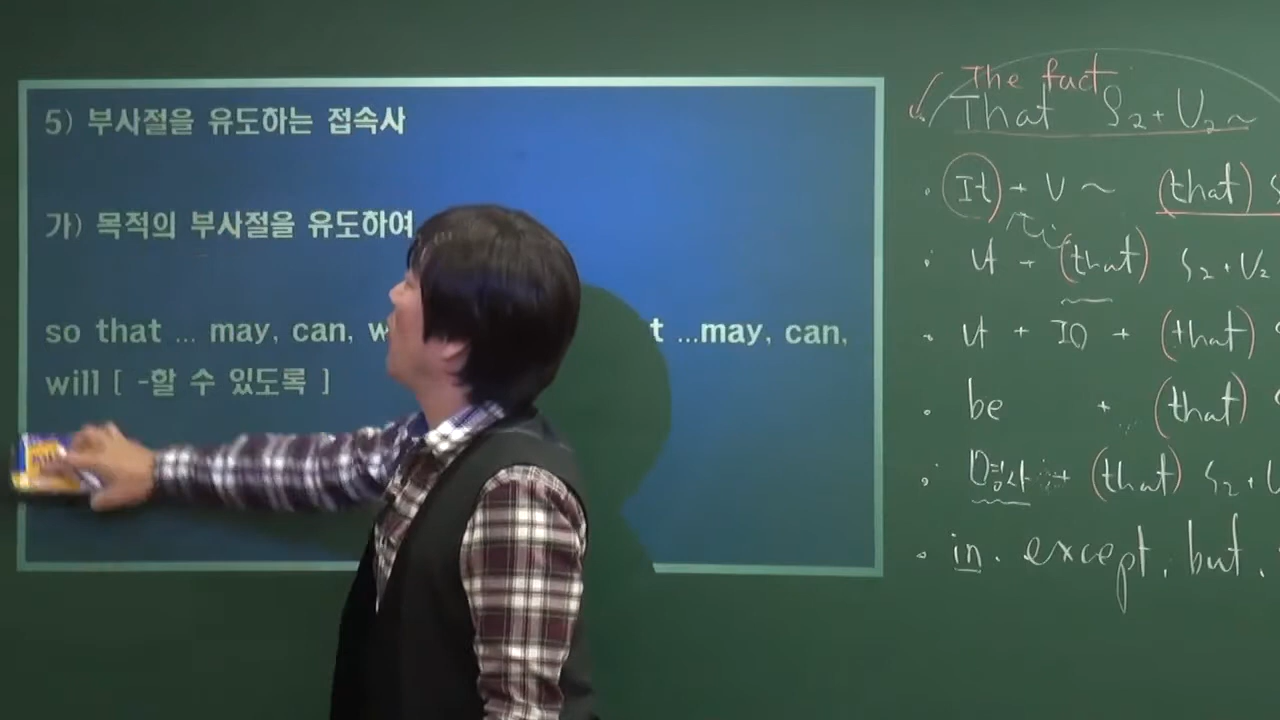 5) 부사절을 유도하는 접속사
가) 목적의 부사절을 유도하여
so that ... may, can, w t ...may, can,
will [ -할 수 있도록 ]
The fact
That S₂+V₂~
· It + V ~ (that) S
· Vt + (that) S₂+V₂
· Vt + IO + (that)
· be + (that)
· 명사 + (that) S₂+V
· in. except, but.